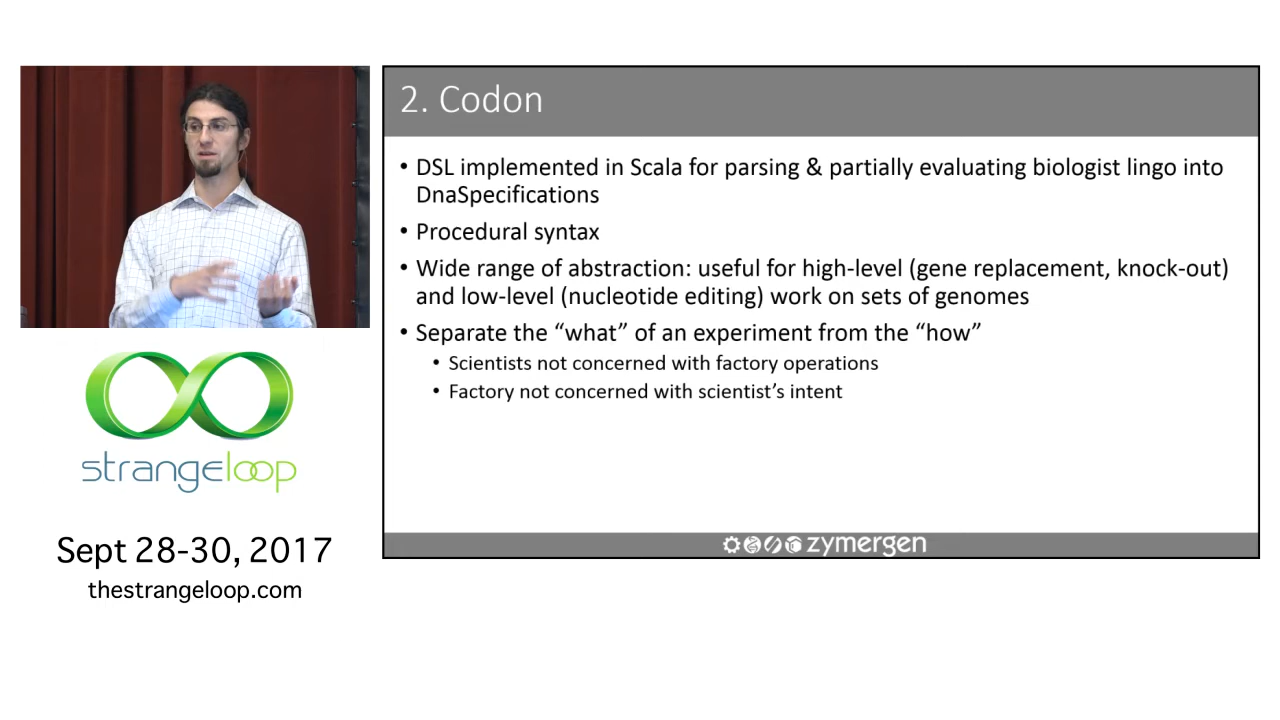 2. Codon
• DSL implemented in Scala for parsing & partially evaluating biologist lingo into
DnaSpecifications
• Procedural syntax
• Wide range of abstraction: useful for high-level (gene replacement, knock-out)
and low-level (nucleotide editing) work on sets of genomes
• Separate the “what” of an experiment from the “how”
• Scientists not concerned with factory operations
• Factory not concerned with scientist’s intent
zymergen
strangeloop
Sept 28-30, 2017
thestrangeloop.com